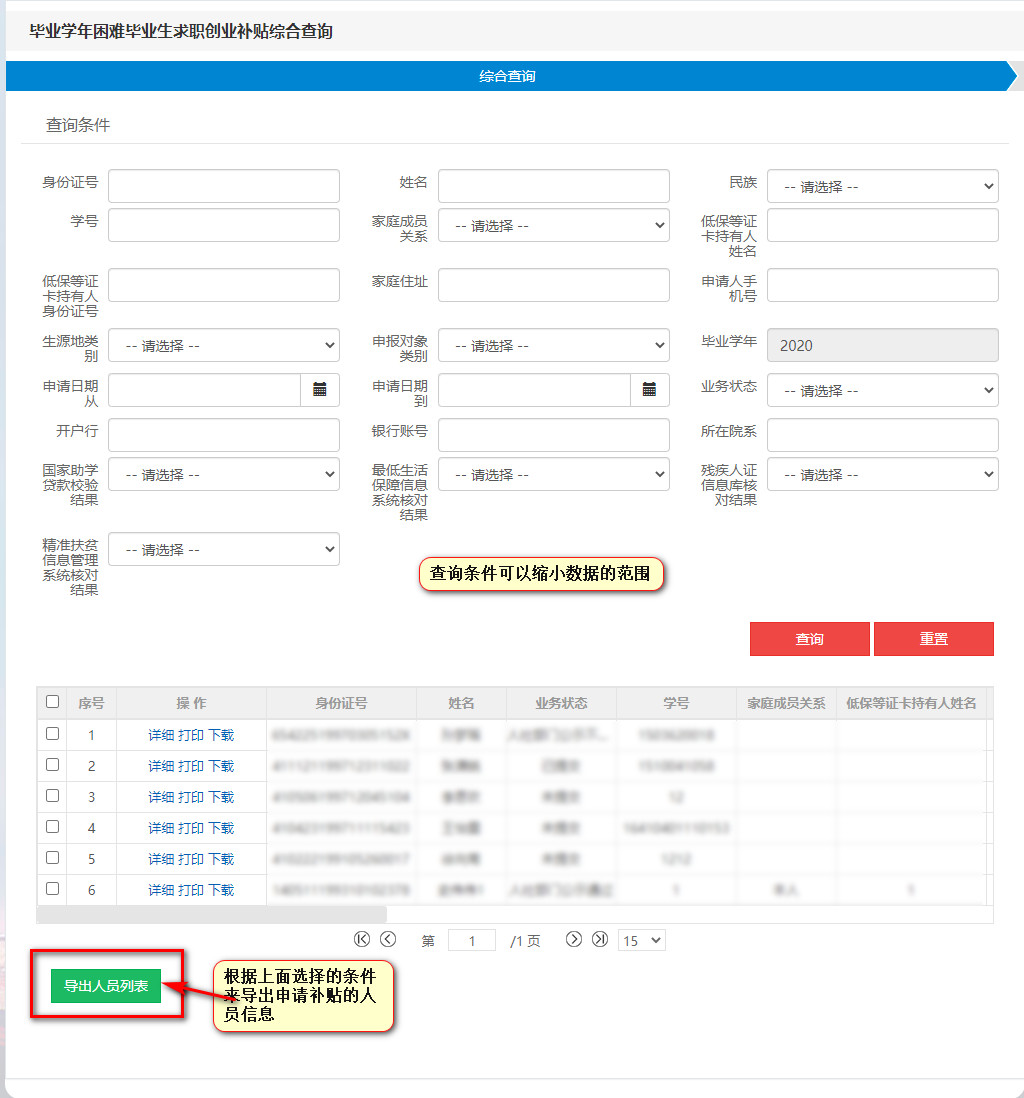 毕业学年困难毕业生求职创业补贴综合查询
综合查询
查询条件
身份证号
姓名
民族 -- 请选择 --
学号
家庭成员
关系 -- 请选择 --
低保等证
卡持有人
姓名
低保等证
卡持有人
身份证号
家庭住址
申请人手
机号
生源地类
别 -- 请选择 --
申报对象
类别 -- 请选择 --
毕业学年 2020
申请日期
从
申请日期
到
业务状态 -- 请选择 --
开户行
银行账号
所在院系
国家助学
贷款校验
结果 -- 请选择 --
最低生活
保障信息
系统核对
结果 -- 请选择 --
残疾人证
信息库核
对结果 -- 请选择 --
精准扶贫
信息管理
系统核对
结果 -- 请选择 --
查询条件可以缩小数据的范围
查询 重置
序号 操 作 身份证号 姓名 业务状态 学号 家庭成员关系 低保等证卡持有人姓名
1 详细 打印 下载
2 详细 打印 下载
3 详细 打印 下载
4 详细 打印 下载
5 详细 打印 下载
6 详细 打印 下载
第 1 /1 页 15
导出人员列表
根据上面选择的条件
来导出申请补贴的人
员信息